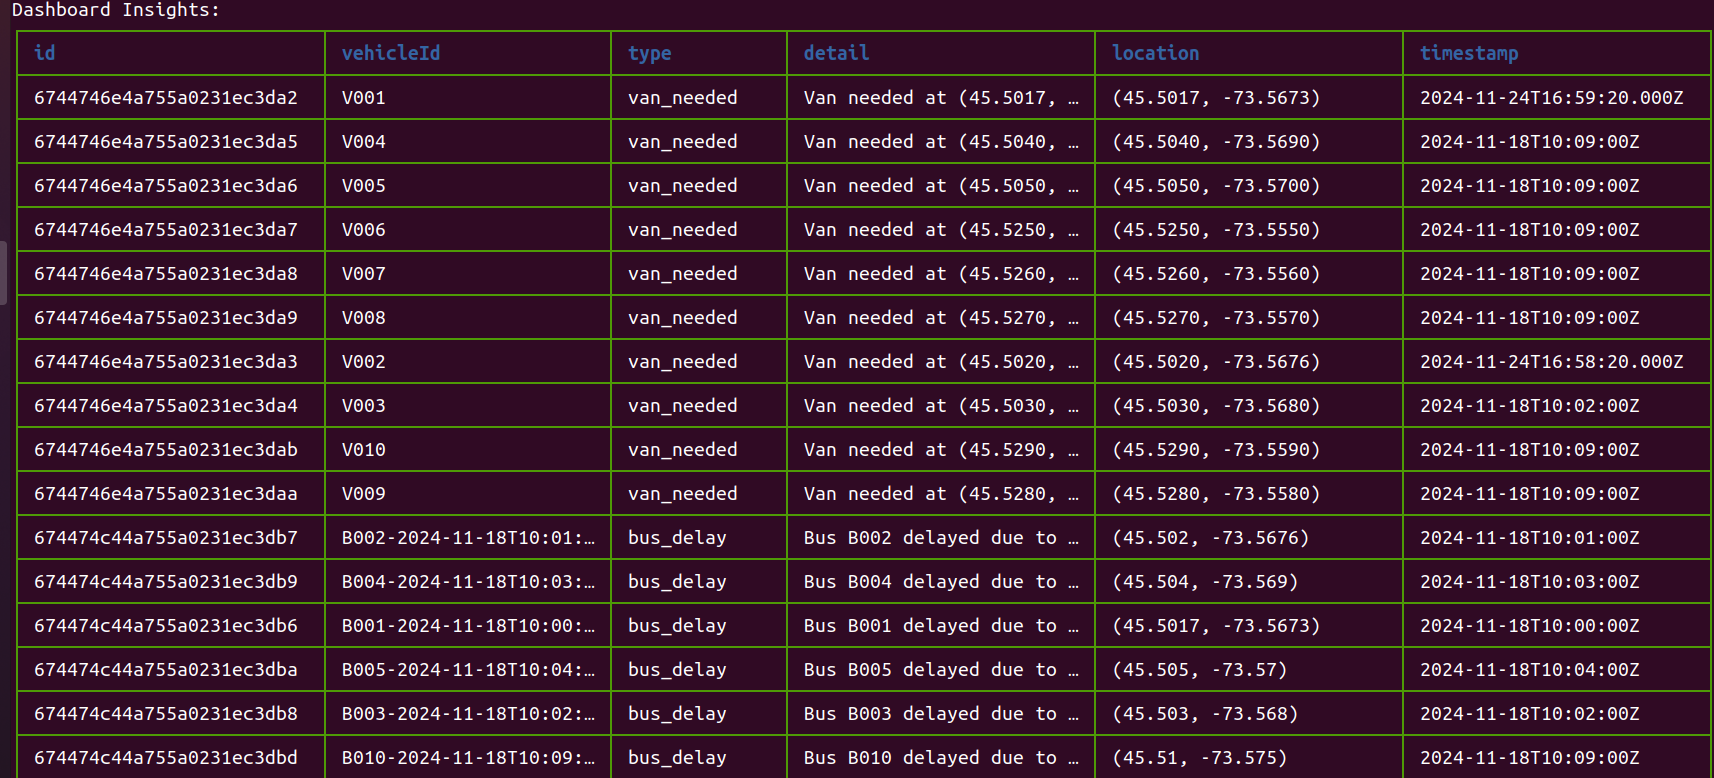 Dashboard Insights:
id vehicleId type detail location timestamp
6744746e4a755a0231ec3da2 V001 van_needed Van needed at (45.5017, … (45.5017, -73.5673) 2024-11-24T16:59:20.000Z
6744746e4a755a0231ec3da5 V004 van_needed Van needed at (45.5040, … (45.5040, -73.5690) 2024-11-18T10:09:00Z
6744746e4a755a0231ec3da6 V005 van_needed Van needed at (45.5050, … (45.5050, -73.5700) 2024-11-18T10:09:00Z
6744746e4a755a0231ec3da7 V006 van_needed Van needed at (45.5250, … (45.5250, -73.5550) 2024-11-18T10:09:00Z
6744746e4a755a0231ec3da8 V007 van_needed Van needed at (45.5260, … (45.5260, -73.5560) 2024-11-18T10:09:00Z
6744746e4a755a0231ec3da9 V008 van_needed Van needed at (45.5270, … (45.5270, -73.5570) 2024-11-18T10:09:00Z
6744746e4a755a0231ec3da3 V002 van_needed Van needed at (45.5020, … (45.5020, -73.5676) 2024-11-24T16:58:20.000Z
6744746e4a755a0231ec3da4 V003 van_needed Van needed at (45.5030, … (45.5030, -73.5680) 2024-11-18T10:02:00Z
6744746e4a755a0231ec3dab V010 van_needed Van needed at (45.5290, … (45.5290, -73.5590) 2024-11-18T10:09:00Z
6744746e4a755a0231ec3daa V009 van_needed Van needed at (45.5280, … (45.5280, -73.5580) 2024-11-18T10:09:00Z
674474c44a755a0231ec3db7 B002-2024-11-18T10:01:… bus_delay Bus B002 delayed due to … (45.502, -73.5676) 2024-11-18T10:01:00Z
674474c44a755a0231ec3db9 B004-2024-11-18T10:03:… bus_delay Bus B004 delayed due to … (45.504, -73.569) 2024-11-18T10:03:00Z
674474c44a755a0231ec3db6 B001-2024-11-18T10:00:… bus_delay Bus B001 delayed due to … (45.5017, -73.5673) 2024-11-18T10:00:00Z
674474c44a755a0231ec3dba B005-2024-11-18T10:04:… bus_delay Bus B005 delayed due to … (45.505, -73.57) 2024-11-18T10:04:00Z
674474c44a755a0231ec3db8 B003-2024-11-18T10:02:… bus_delay Bus B003 delayed due to … (45.503, -73.568) 2024-11-18T10:02:00Z
674474c44a755a0231ec3dbd B010-2024-11-18T10:09:… bus_delay Bus B010 delayed due to … (45.51, -73.575) 2024-11-18T10:09:00Z